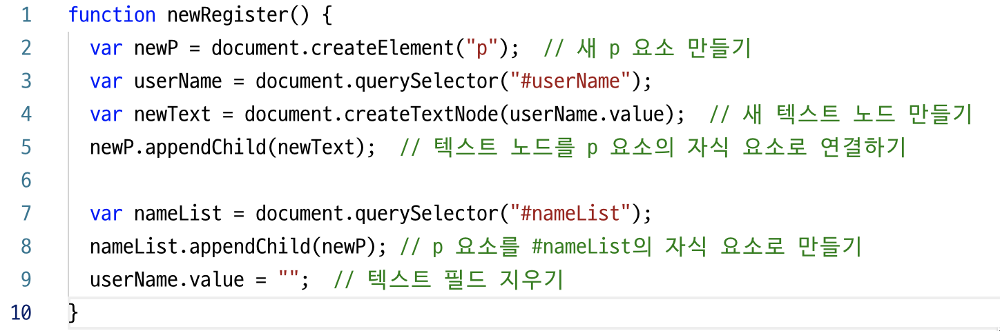 1 function newRegister() {
2 var newP = document.createElement("p");  // 새 p 요소 만들기
3 var userName = document.querySelector("#userName");
4 var newText = document.createTextNode(userName.value);  // 새 텍스트 노드 만들기
5 newP.appendChild(newText);  // 텍스트 노드를 p 요소의 자식 요소로 연결하기
6
7 var nameList = document.querySelector("#nameList");
8 nameList.appendChild(newP); // p 요소를 #nameList의 자식 요소로 만들기
9 userName.value = "";  // 텍스트 필드 지우기
10 }